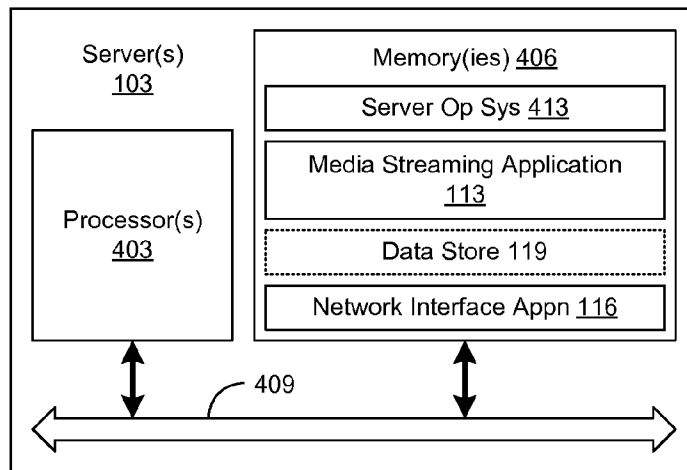 Server(s)
103
Processor(s)
403
Memory(ies) 406
Server Op Sys 413
Media Streaming Application
113
Data Store 119
Network Interface Appn 116
409